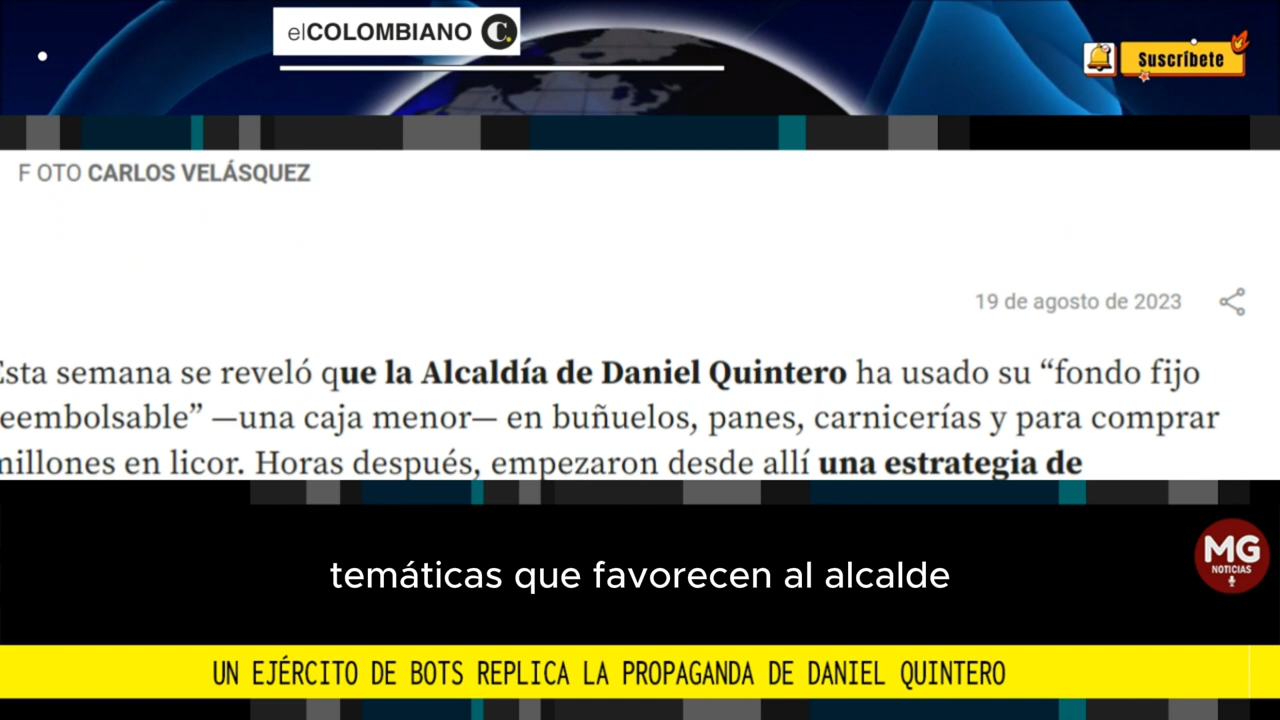 elCOLOMBIANO C.
Suscríbete
F OTO CARLOS VELÁSQUEZ
19 de agosto de 2023
Esta semana se reveló que la Alcaldía de Daniel Quintero ha usado su “fondo fijo
eembolsable” —una caja menor— en buñuelos, panes, carnicerías y para comprar
millones en licor. Horas después, empezaron desde allí una estrategia de
temáticas que favorecen al alcalde
MG
NOTICIAS
UN EJÉRCITO DE BOTS REPLICA LA PROPAGANDA DE DANIEL QUINTERO